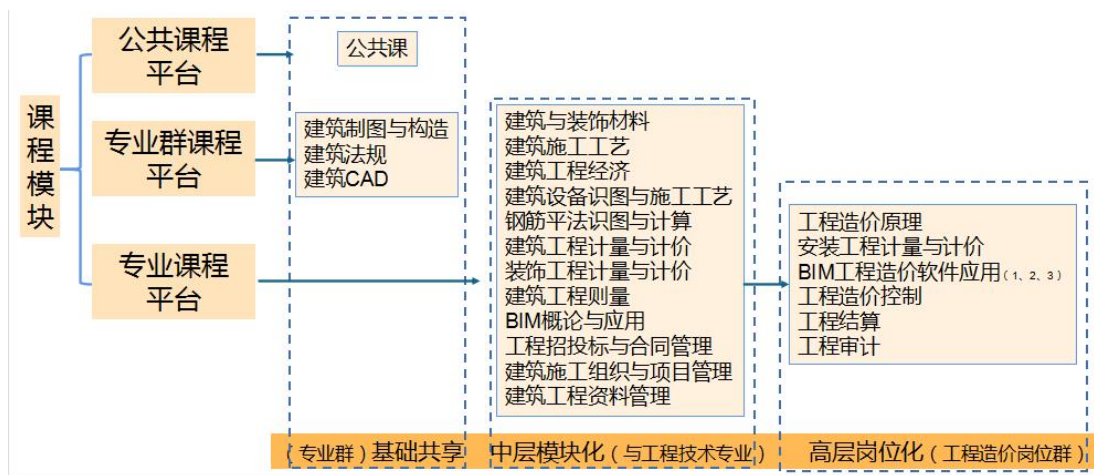 课程模块
公共课程
平台
专业群课程
平台
专业课程
平台
公共课
建筑制图与构造
建筑法规
建筑CAD
建筑与装饰材料
建筑施工工艺
建筑工程经济
建筑设备识图与施工工艺
钢筋平法识图与计算
建筑工程计量与计价
装饰工程计量与计价
建筑工程则量
BIM概论与应用
工程招投标与合同管理
建筑施工组织与项目管理
建筑工程资料管理
工程造价原理
安装工程计量与计价
BIM工程造价软件应用(1、2、3)
工程造价控制
工程结算
工程审计
(专业群)基础共享
中层模块化(与工程技术专业)
高层岗位化(工程造价岗位群)